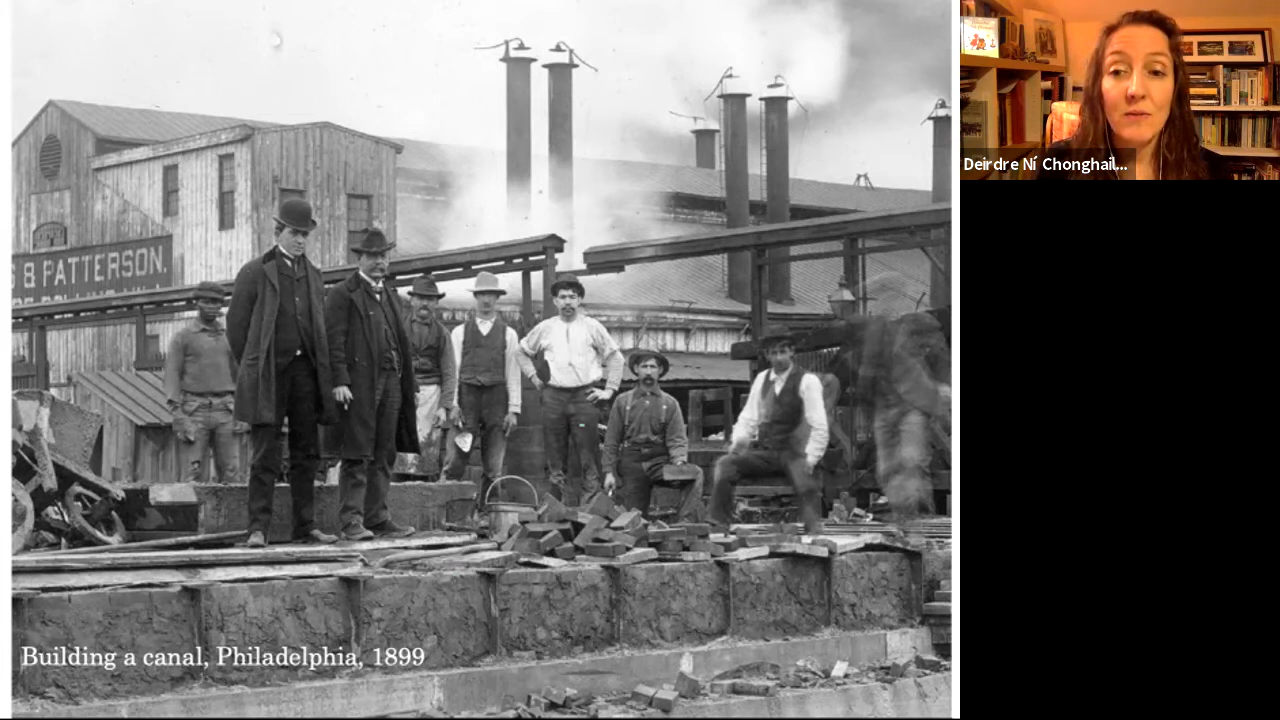 & PATTERSON.
Building a canal, Philadelphia, 1899
Deirdre Ní Chonghail...